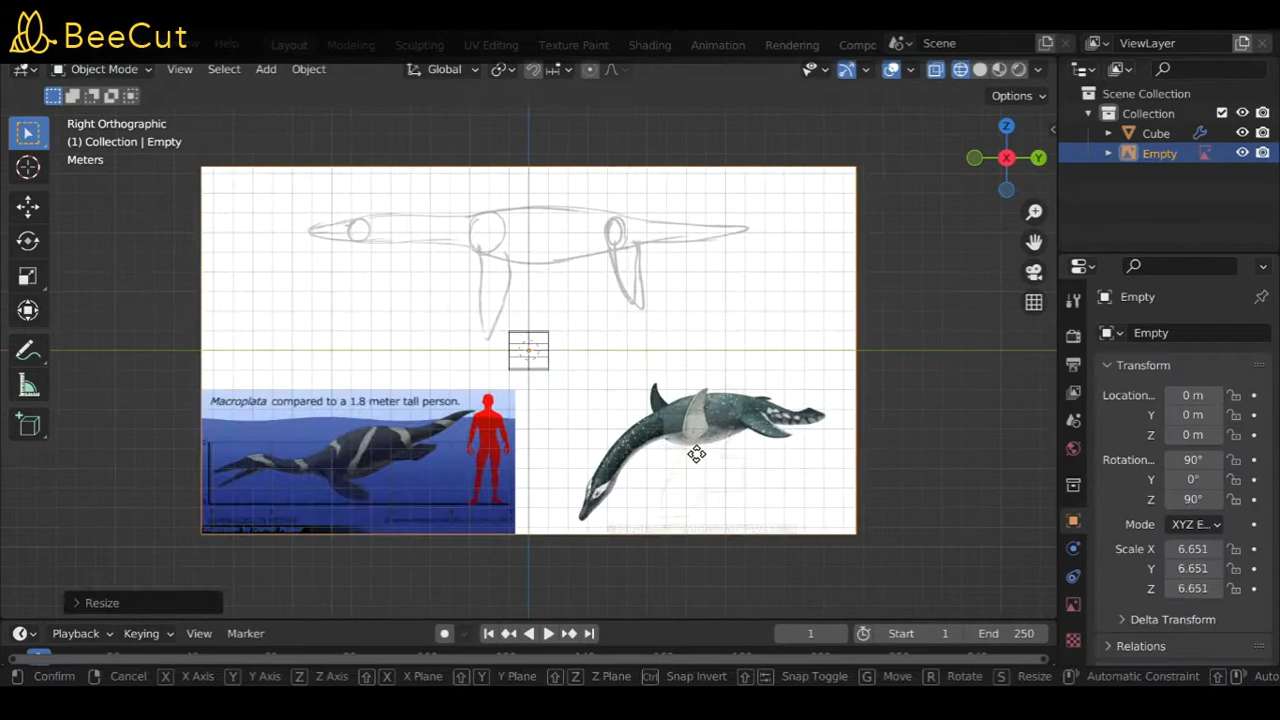 BeeCut
Help
Layout
Modeling
Sculpting
UV Editing
Texture Paint
Shading
Animation
Rendering
Compc
Scene
ViewLayer
Object Mode
View
Select
Add
Object
Global
Options
Right Orthographic
(1) Collection | Empty
Meters
Z
X
Y
Scene Collection
Collection
Cube
Empty
Macroplata compared to a 1.8 meter tall person.
Empty
Empty
Transform
Location... 0 m
Y 0 m
Z 0 m
Rotation... 90°
Y 0°
Z 90°
Mode XYZ E...
Scale X 6.651
Y 6.651
Z 6.651
Delta Transform
Relations
Resize
Playback
Keying
View
Marker
1
Start 1
End 250
Confirm
Cancel
X X Axis
Y Y Axis
Z Z Axis
X X Plane
Y Y Plane
Z Z Plane
Ctrl Snap Invert
Snap Toggle
G Move
R Rotate
S Resize
Automatic Constraint
Auto